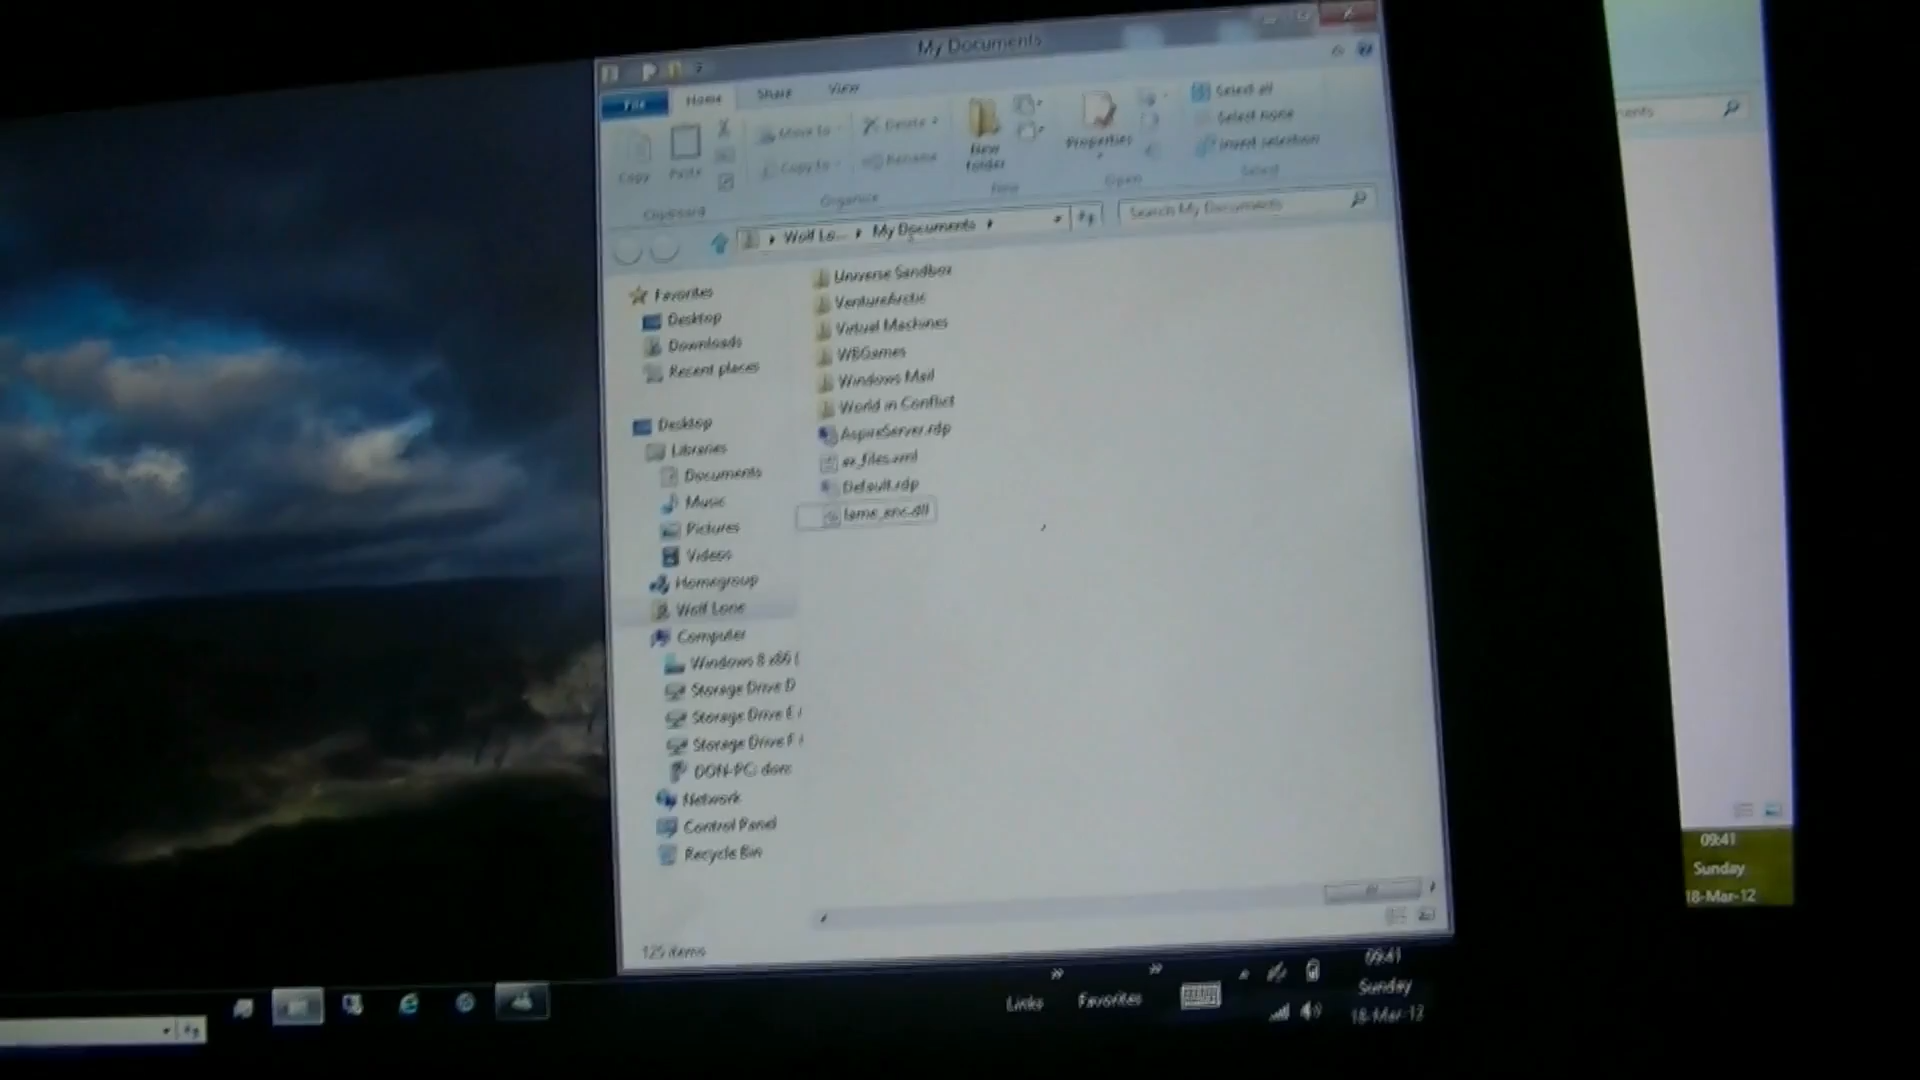 My Documents
File Home Share View
Copy Paste Move to Copy to Delete Rename New folder Properties Select all Select none Invert selection
Clipboard Organize New Open Select
Wolf Lo... My Documents Search My Documents
Favorites
Desktop
Downloads
Recent places
Desktop
Libraries
Documents
Music
Pictures
Videos
Homegroup
Wolf Lone
Computer
Windows 8 x86 (
Storage Drive D
Storage Drive E (
Storage Drive F (
Network
Control Panel
Recycle Bin
Universe Sandbox
VentureArctic
Virtual Machines
WBGames
Windows Mail
World in Conflict
AspireServer.rdp
Default.rdp
lame_enc.dll
125 items
Links Favorites
09:41
Sunday
ments
09:41
Sunday
18-Mar-12